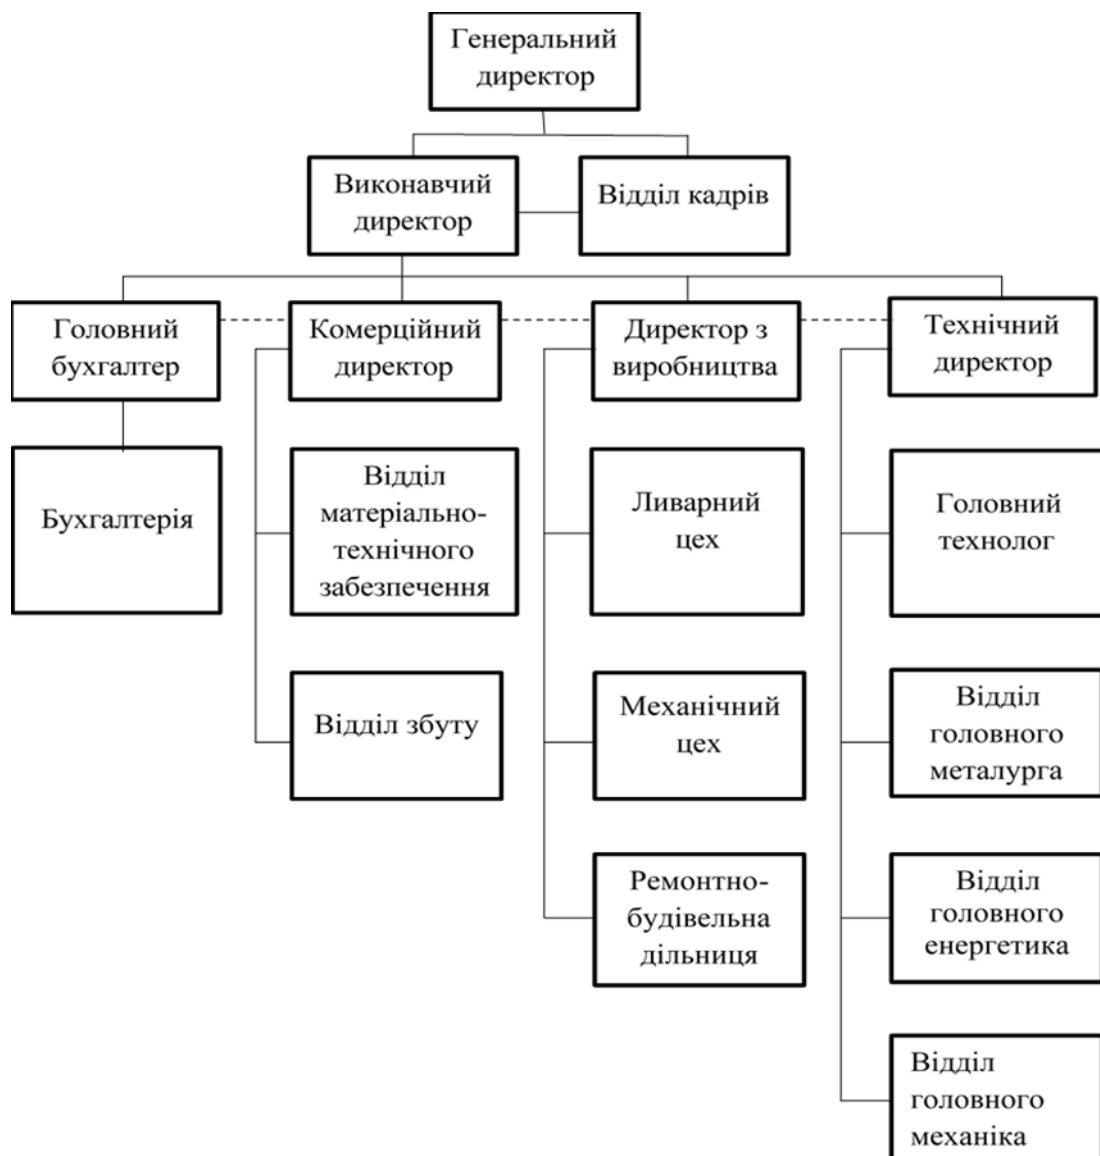 Генеральний
директор
Виконавчий
директор
Відділ кадрів
Головний
бухгалтер
Комерційний
директор
Директор з
виробництва
Технічний
директор
Бухгалтерія
Відділ
матеріально-
технічного
забезпечення
Ливарний
цех
Головний
технолог
Відділ збуту
Механічний
цех
Відділ
головного
металурга
Ремонтно-
будівельна
дільниця
Відділ
головного
енергетика
Відділ
головного
механіка